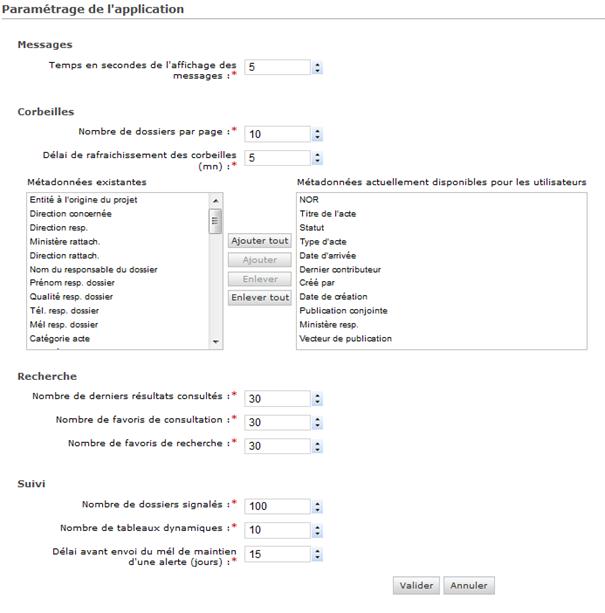 Paramétrage de l'application
Messages
Temps en secondes de l'affichage des
messages :* 5
Corbeilles
Nombre de dossiers par page :* 10
Délai de rafraichissement des corbeilles
(mn) :* 5
Métadonnées existantes
Entité à l'origine du projet
Direction concernée
Direction resp.
Ministère rattach.
Direction rattach.
Nom du responsable du dossier
Prénom resp. dossier
Qualité resp. dossier
Tél. resp. dossier
Mél resp. dossier
Catégorie acte
Ajouter tout
Ajouter
Enlever
Enlever tout
Métadonnées actuellement disponibles pour les utilisateurs
NOR
Titre de l'acte
Statut
Type d'acte
Date d'arrivée
Dernier contributeur
Créé par
Date de création
Publication conjointe
Ministère resp.
Vecteur de publication
Recherche
Nombre de derniers résultats consultés :* 30
Nombre de favoris de consultation :* 30
Nombre de favoris de recherche :* 30
Suivi
Nombre de dossiers signalés :* 100
Nombre de tableaux dynamiques :* 10
Délai avant envoi du mél de maintien
d'une alerte (jours) :* 15
Valider Annuler